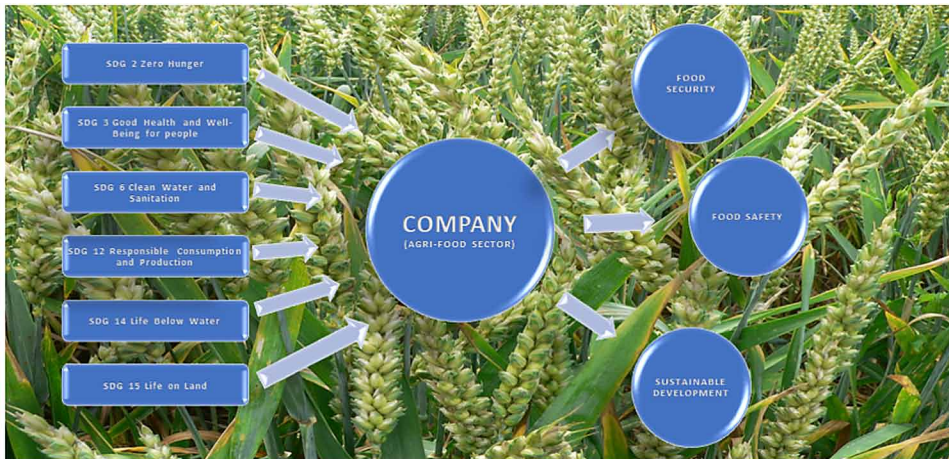 SDG 2 Zero Hunger
SDG 3 Good Health and Well-
Being for people
SDG 6 Clean Water and
Sanitation
SDG 12 Responsible Consumption
and Production
SDG 14 Life Below Water
SDG 15 Life on Land
COMPANY
(AGRI-FOOD SECTOR)
FOOD
SECURITY
FOOD SAFETY
SUSTAINABLE
DEVELOPMENT